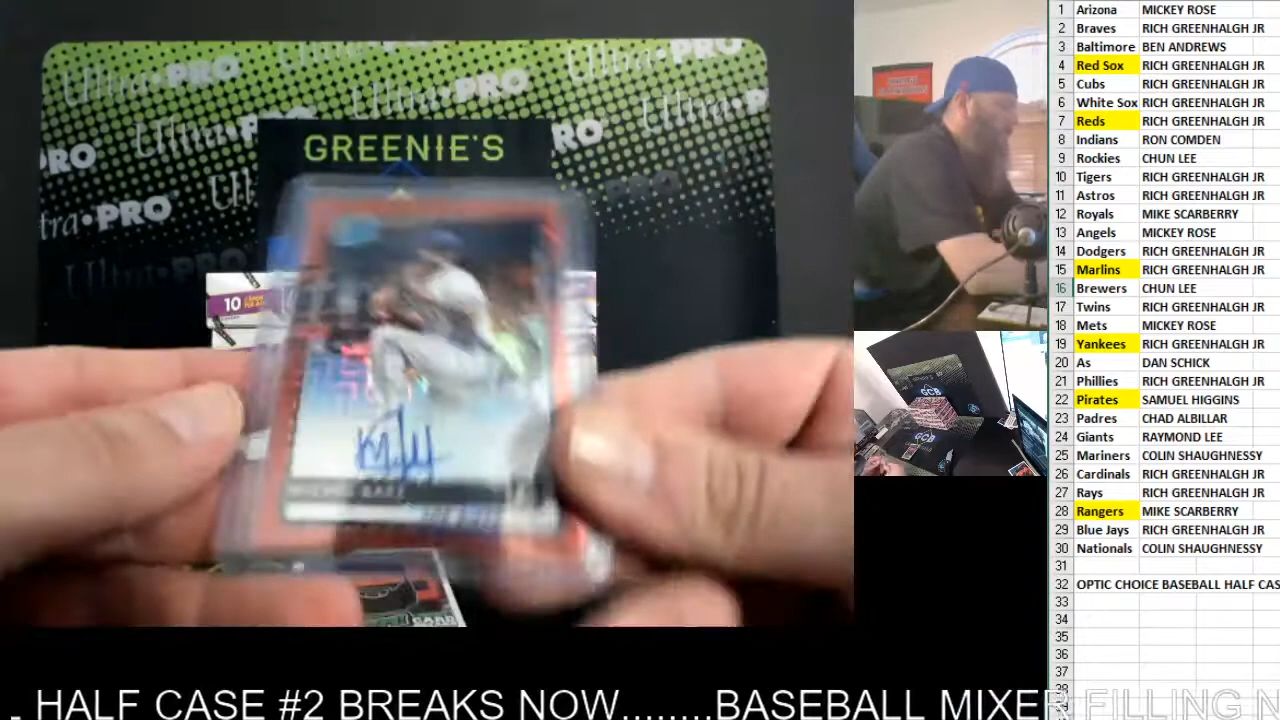 Ultra•PRO
Ultra•PRO
Ultra•PRO
Ultra•PRO
GREENIE'S
10
1 Arizona MICKEY ROSE
2 Braves RICH GREENHALGH JR
3 Baltimore BEN ANDREWS
4 Red Sox RICH GREENHALGH JR
5 Cubs RICH GREENHALGH JR
6 White Sox RICH GREENHALGH JR
7 Reds RICH GREENHALGH JR
8 Indians RON COMDEN
9 Rockies CHUN LEE
10 Tigers RICH GREENHALGH JR
11 Astros RICH GREENHALGH JR
12 Royals MIKE SCARBERRY
13 Angels MICKEY ROSE
14 Dodgers RICH GREENHALGH JR
15 Marlins RICH GREENHALGH JR
16 Brewers CHUN LEE
17 Twins RICH GREENHALGH JR
18 Mets MICKEY ROSE
19 Yankees RICH GREENHALGH JR
20 As DAN SCHICK
21 Phillies RICH GREENHALGH JR
22 Pirates SAMUEL HIGGINS
23 Padres CHAD ALBILLAR
24 Giants RAYMOND LEE
25 Mariners COLIN SHAUGHNESSY
26 Cardinals RICH GREENHALGH JR
27 Rays RICH GREENHALGH JR
28 Rangers MIKE SCARBERRY
29 Blue Jays RICH GREENHALGH JR
30 Nationals COLIN SHAUGHNESSY
31
32 OPTIC CHOICE BASEBALL HALF CAS
33
34
35
36
37
38
GCB
GCB
HALF CASE #2 BREAKS NOW........BASEBALL MIXER FILLING N